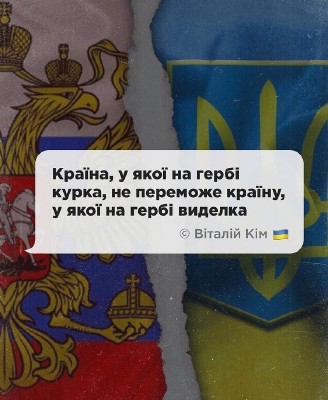 Країна, у якої на гербі
курка, не переможе країну,
у якої на гербі виделка
© Віталій Кім 🇺🇦